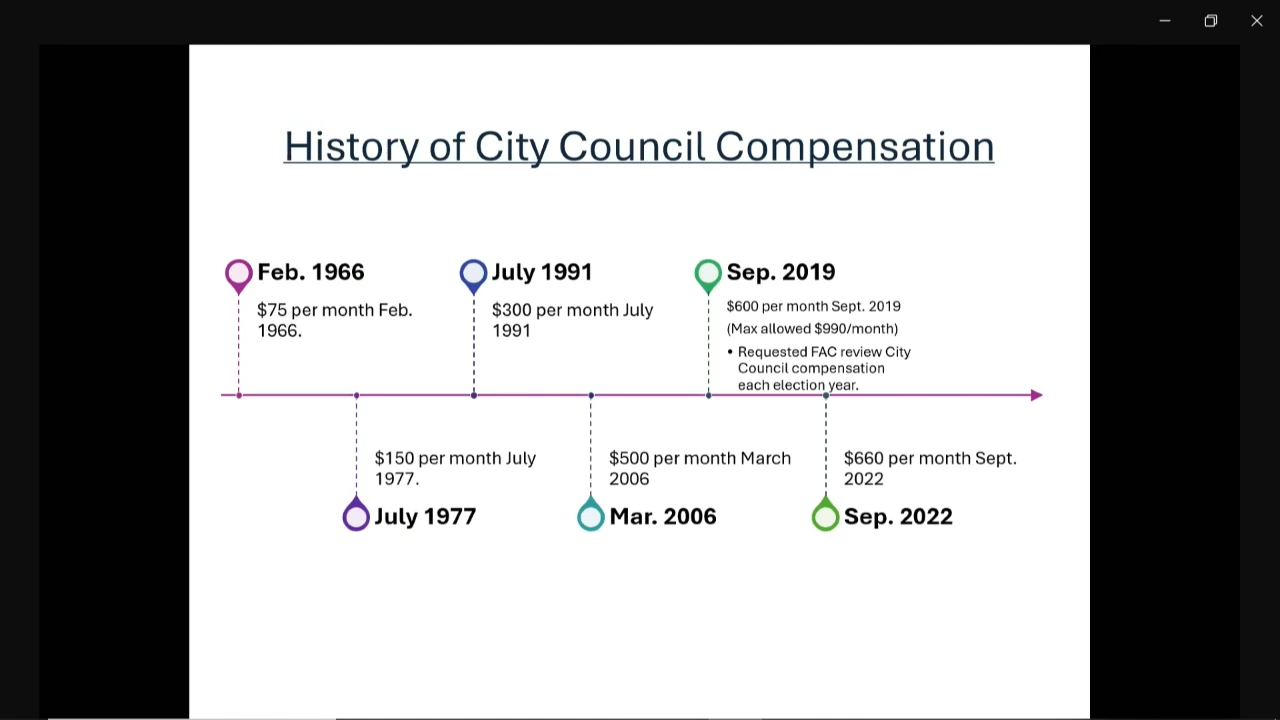 History of City Council Compensation
Feb. 1966
$75 per month Feb.
1966.
July 1991
$300 per month July
1991
Sep. 2019
$600 per month Sept. 2019
(Max allowed $990/month)
• Requested FAC review City
Council compensation
each election year.
$150 per month July
1977.
July 1977
$500 per month March
2006
Mar. 2006
$660 per month Sept.
2022
Sep. 2022